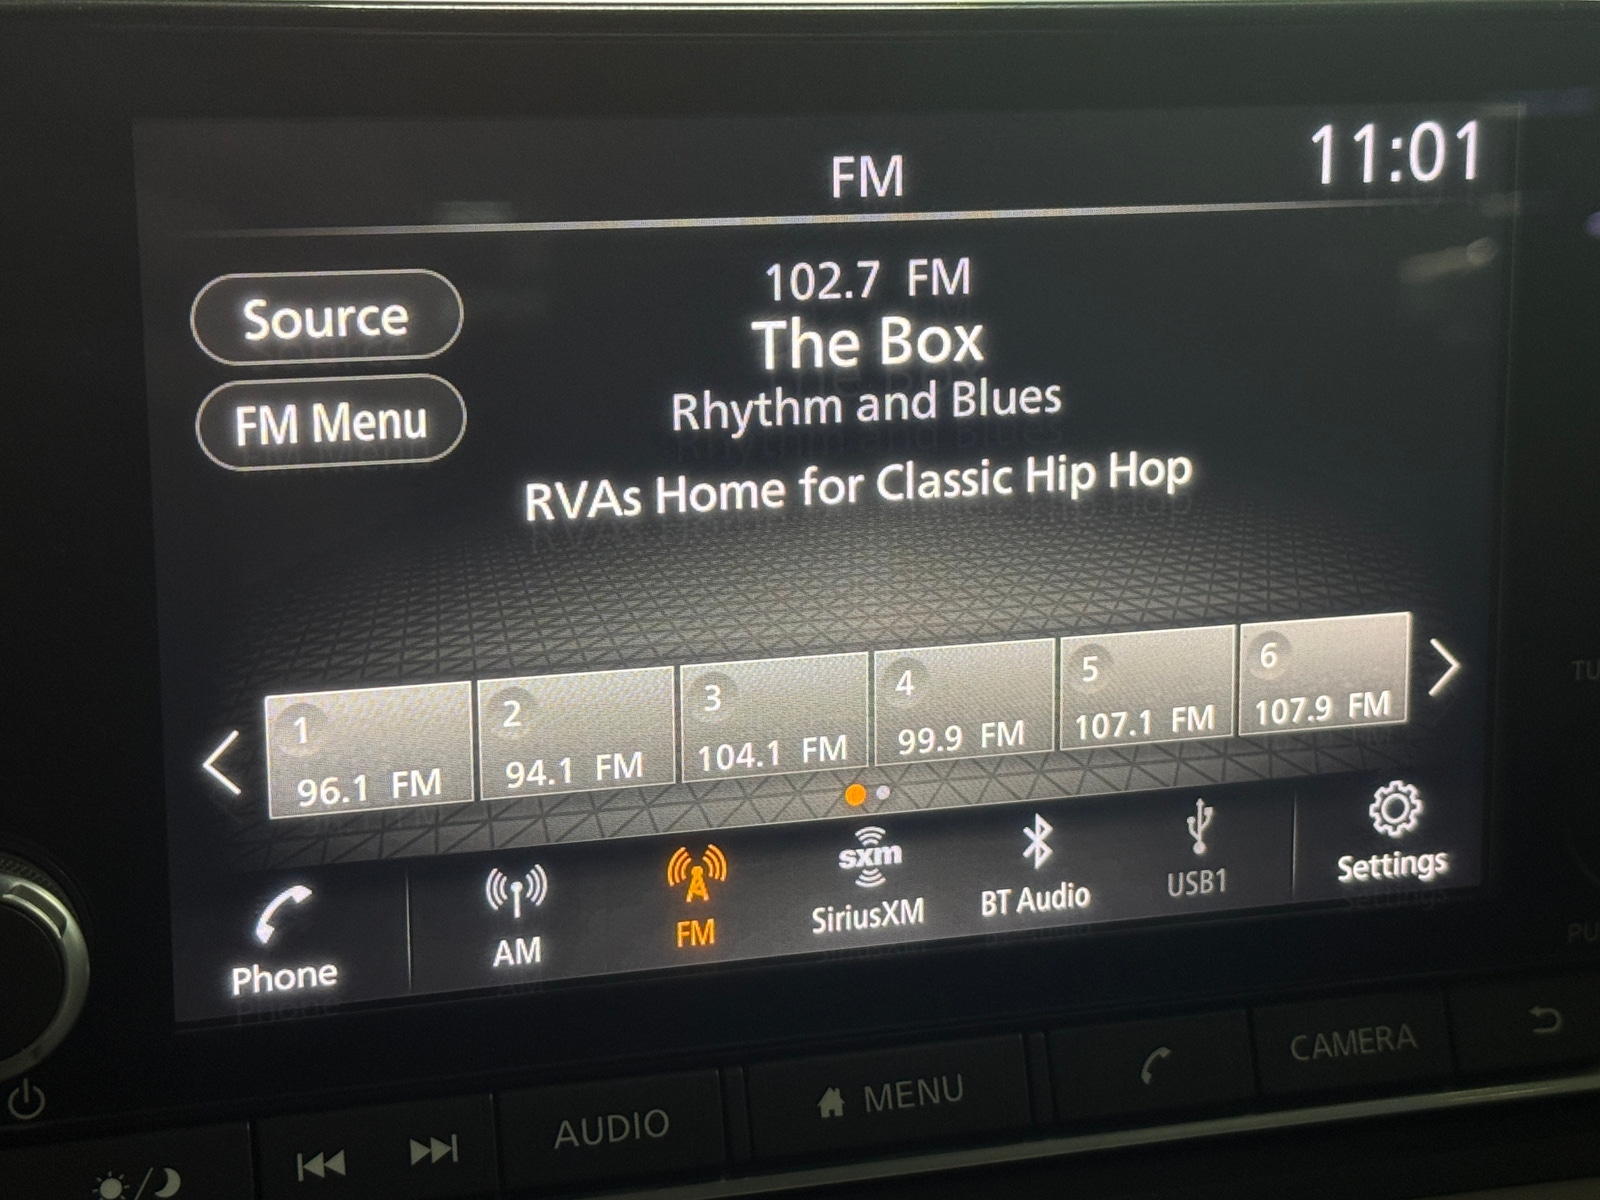 FM
11:01
Source
102.7 FM
The Box
FM Menu
Rhythm and Blues
RVAs Home for Classic Hip Hop
1
96.1 FM
2
94.1 FM
3
104.1 FM
4
99.9 FM
5
107.1 FM
6
107.9 FM
Phone
AM
FM
sxm
SiriusXM
BT Audio
USB1
Settings
AUDIO
MENU
CAMERA